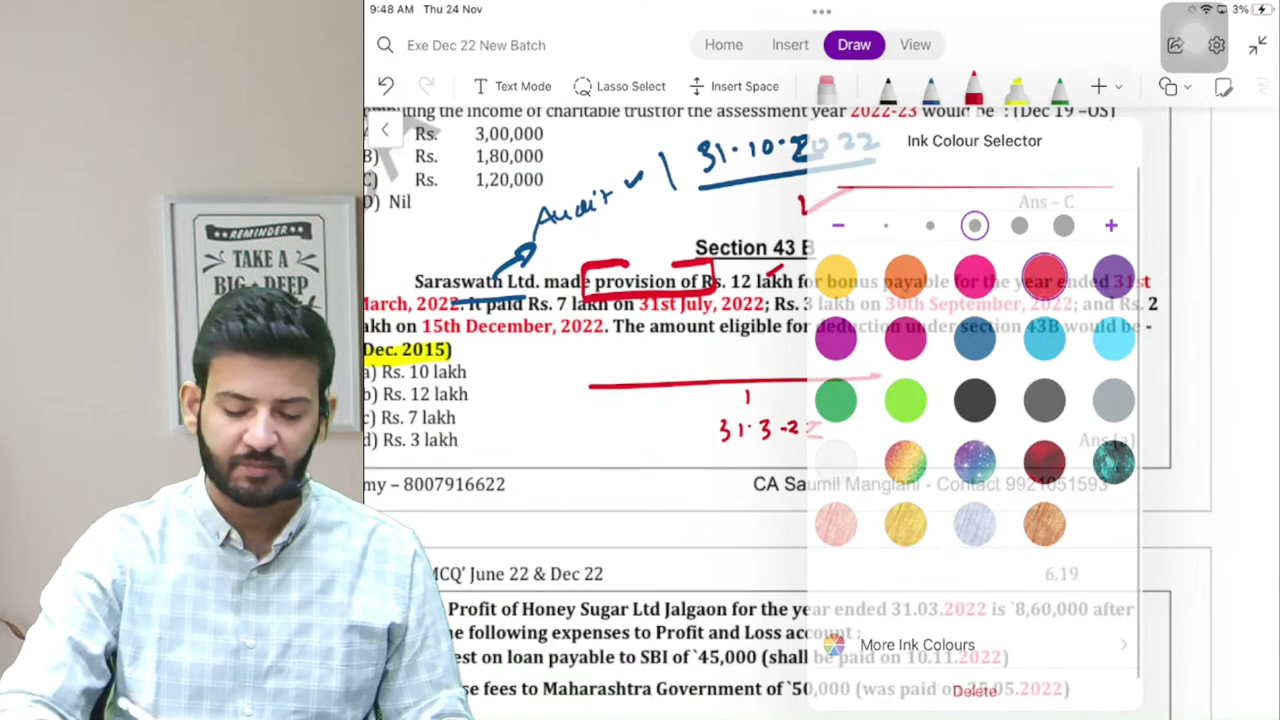 9:48 AM Thu 24 Nov
3%
Exe Dec 22 New Batch
Home Insert Draw View
Text Mode Lasso Select Insert Space
the income of charitable trustfor the assessment year 2022-23 would be : (Dec 19 –OS)
Rs. 3,00,000
B) Rs. 1,80,000
C) Rs. 1,20,000
D) Nil
Audit 31.10.2022
Ans – C
Section 43 B
Saraswath Ltd. made provision of Rs. 12 lakh for bonus payable for the year ended 31st
March, 2022. It paid Rs. 7 lakh on 31st July, 2022; Rs. 3 lakh on 30th September, 2022; and Rs. 2
akh on 15th December, 2022. The amount eligible for deduction under section 43B would be -
Dec. 2015)
a) Rs. 10 lakh
b) Rs. 12 lakh
c) Rs. 7 lakh
d) Rs. 3 lakh
31.3-22
Ans (a)
my – 8007916622 CA Saumil Manglani - Contact 9921051593
MCQ' June 22 & Dec 22 6.19
Profit of Honey Sugar Ltd Jalgaon for the year ended 31.03.2022 is `8,60,000 after
he following expenses to Profit and Loss account :
est on loan payable to SBI of `45,000 (shall be paid on 10.11.2022)
se fees to Maharashtra Government of `50,000 (was paid on 25.05.2022)
Ink Colour Selector
More Ink Colours
Delete
REMINDER
TAKE A
BIG DEEP